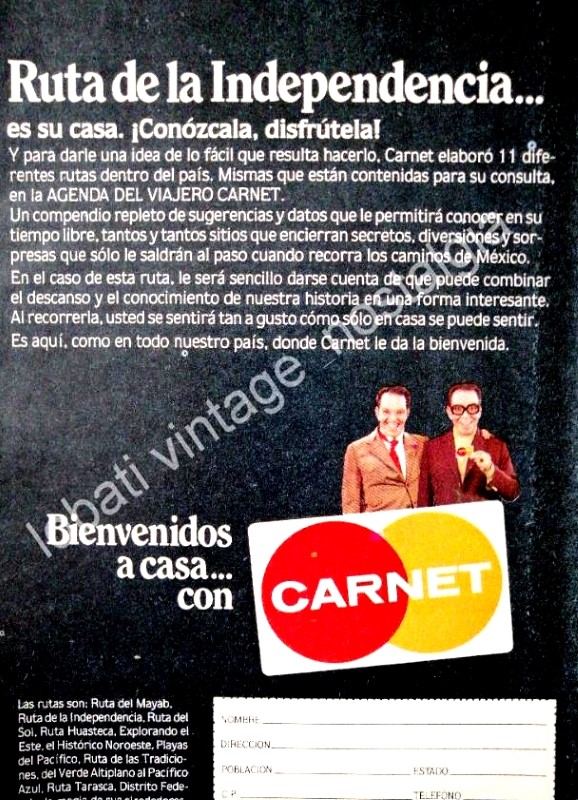 Ruta de la Independencia...
es su casa. ¡Conózcala, disfrútela!
Y para darle una idea de lo fácil que resulta hacerlo, Carnet elaboró 11 dife-
rentes rutas dentro del país. Mismas que están contenidas para su consulta,
en la AGENDA DEL VIAJERO CARNET.
Un compendio repleto de sugerencias y datos que le permitirá conocer en su
tiempo libre, tantos y tantos sitios que encierran secretos, diversiones y sor-
presas que sólo le saldrán al paso cuando recorra los caminos de México.
En el caso de esta ruta, le será sencillo darse cuenta de que puede combinar
el descanso y el conocimiento de nuestra historia en una forma interesante.
Al recorrerla, usted se sentirá tan a gusto cómo sólo en casa se puede sentir.
Es aquí, como en todo nuestro país, donde Carnet le da la bienvenida.
lobati vintage nostalgia
Bienvenidos
a casa...
con
CARNET
Las rutas son: Ruta del Mayab,
Ruta de la Independencia, Ruta del
Sol, Ruta Huasteca, Explorando el
Este, el Histórico Noroeste, Playas
del Pacífico, Ruta de las Tradicio-
nes, del Verde Altiplano al Pacífico
Azul, Ruta Tarasca, Distrito Fede-
NOMBRE
DIRECCION
POBLACION ESTADO
C.P. TELEFONO